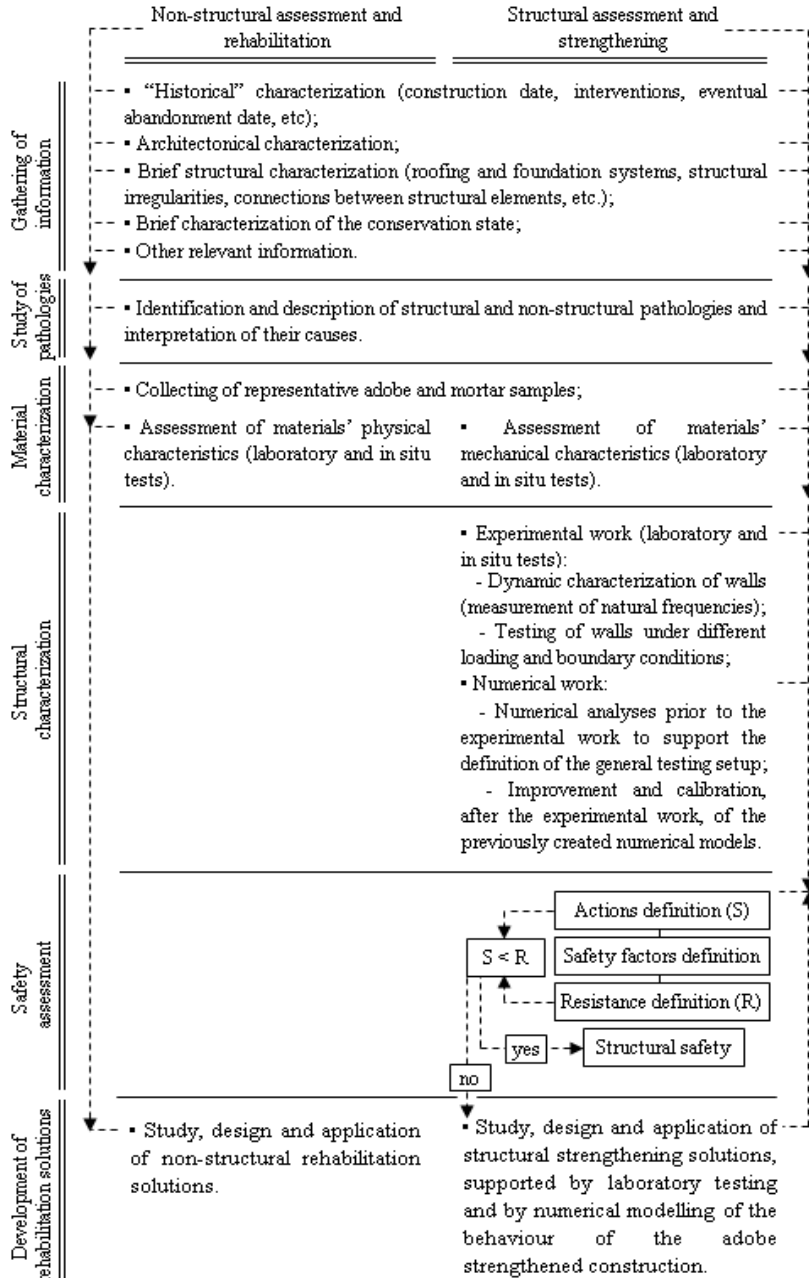 Non-structural assessment and
rehabilitation
Structural assessment and
strengthening
Gathering of
information
▪ “Historical” characterization (construction date, interventions, eventual
abandonment date, etc);
▪ Architectonical characterization;
▪ Brief structural characterization (roofing and foundation systems, structural
irregularities, connections between structural elements, etc.);
▪ Brief characterization of the conservation state;
▪ Other relevant information.
Study of
pathologies
▪ Identification and description of structural and non-structural pathologies and
interpretation of their causes.
Material
characterization
▪ Collecting of representative adobe and mortar samples;
▪ Assessment of materials’ physical
characteristics (laboratory and in situ
tests).
▪ Assessment of materials’
mechanical characteristics (laboratory
and in situ tests).
Structural
characterization
▪ Experimental work (laboratory and
in situ tests):
- Dynamic characterization of walls
(measurement of natural frequencies);
- Testing of walls under different
loading and boundary conditions;
▪ Numerical work:
- Numerical analyses prior to the
experimental work to support the
definition of the general testing setup;
- Improvement and calibration,
after the experimental work, of the
previously created numerical models.
Safety
assessment
Actions definition (S)
S < R
Safety factors definition
Resistance definition (R)
yes
Structural safety
no
Development of
rehabilitation solutions
▪ Study, design and application
of non-structural rehabilitation
solutions.
▪ Study, design and application of
structural strengthening solutions,
supported by laboratory testing
and by numerical modelling of the
behaviour of the adobe
strengthened construction.